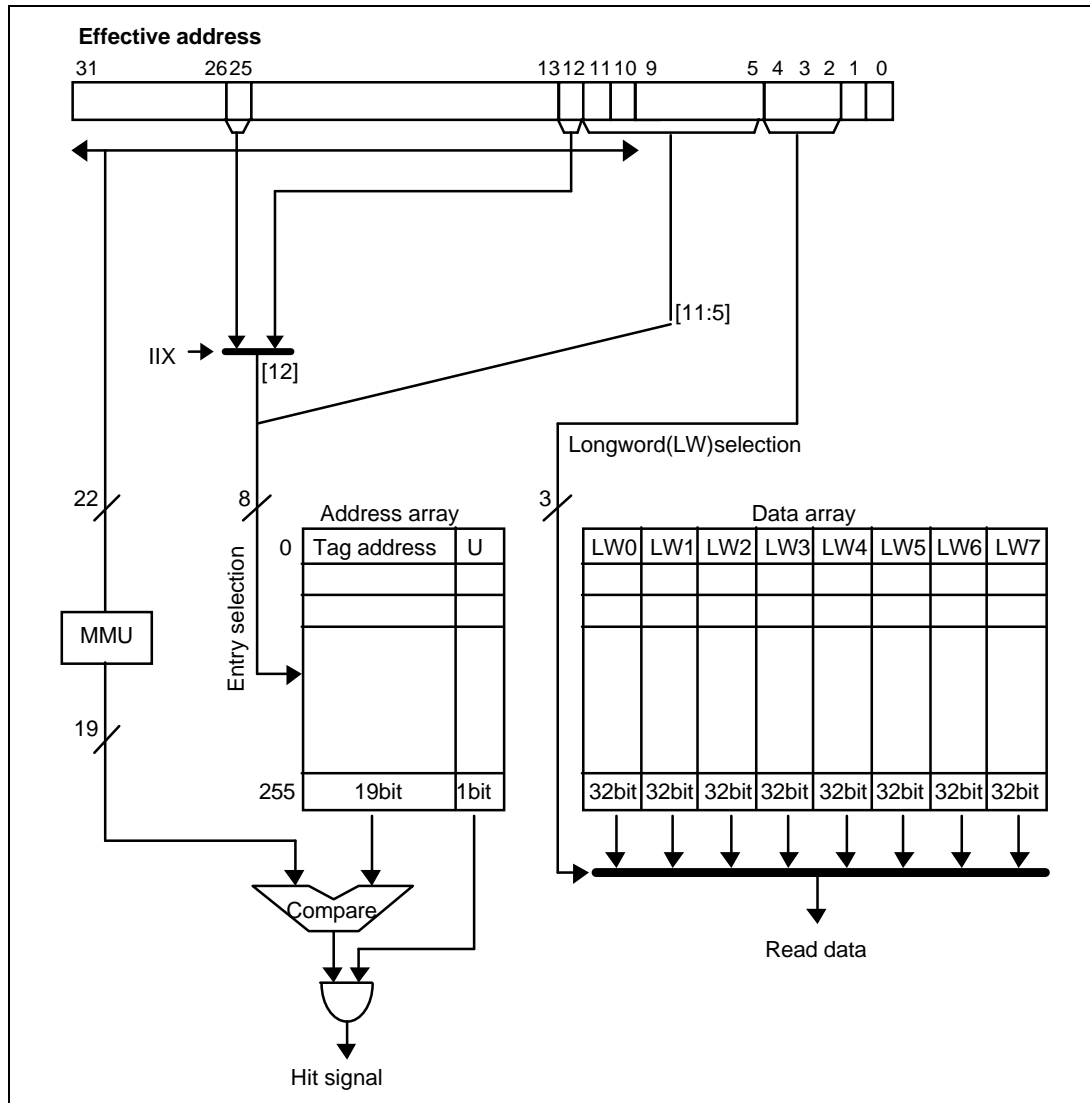 Effective address
31 26 25 13 12 11 10 9 5 4 3 2 1 0
[11:5]
IIX
[12]
Longword(LW)selection
22 8 3
Address array Data array
0 Tag address U LW0 LW1 LW2 LW3 LW4 LW5 LW6 LW7
Entry selection
MMU
19
255 19bit 1bit 32bit 32bit 32bit 32bit 32bit 32bit 32bit 32bit
Compare
Read data
Hit signal